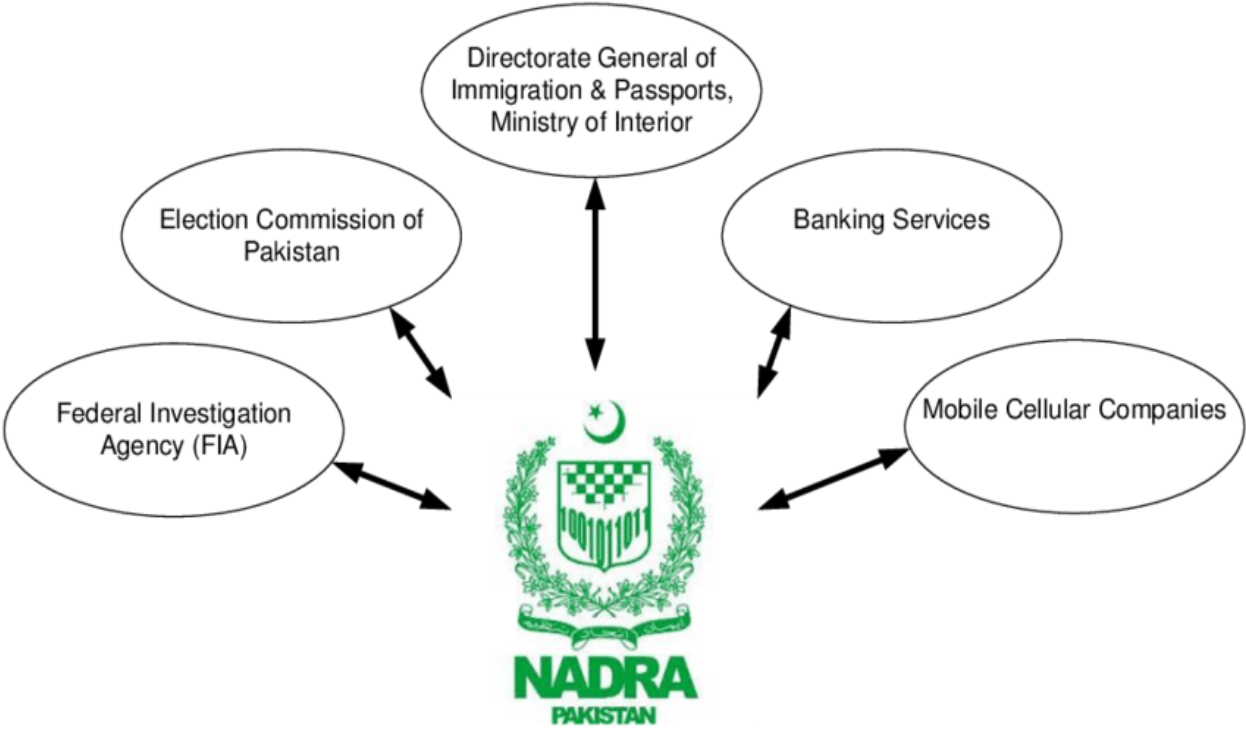 Directorate General of
Immigration & Passports,
Ministry of Interior
Election Commission of
Pakistan
Banking Services
Federal Investigation
Agency (FIA)
Mobile Cellular Companies
1001011011
NADRA
PAKISTAN